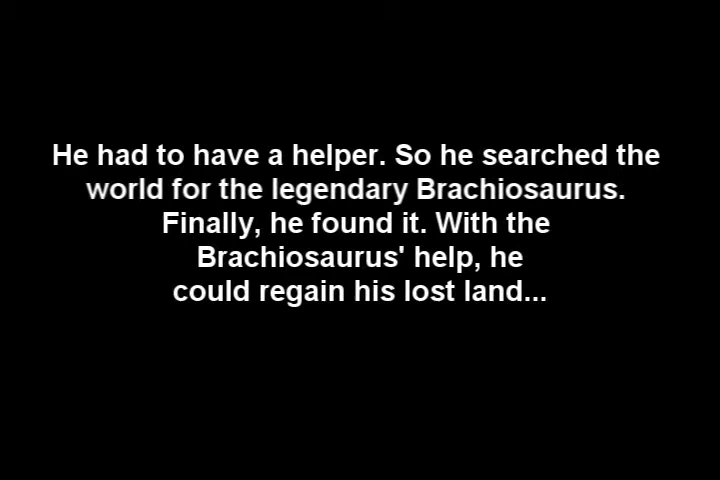 He had to have a helper. So he searched the
world for the legendary Brachiosaurus.
Finally, he found it. With the
Brachiosaurus' help, he
could regain his lost land...